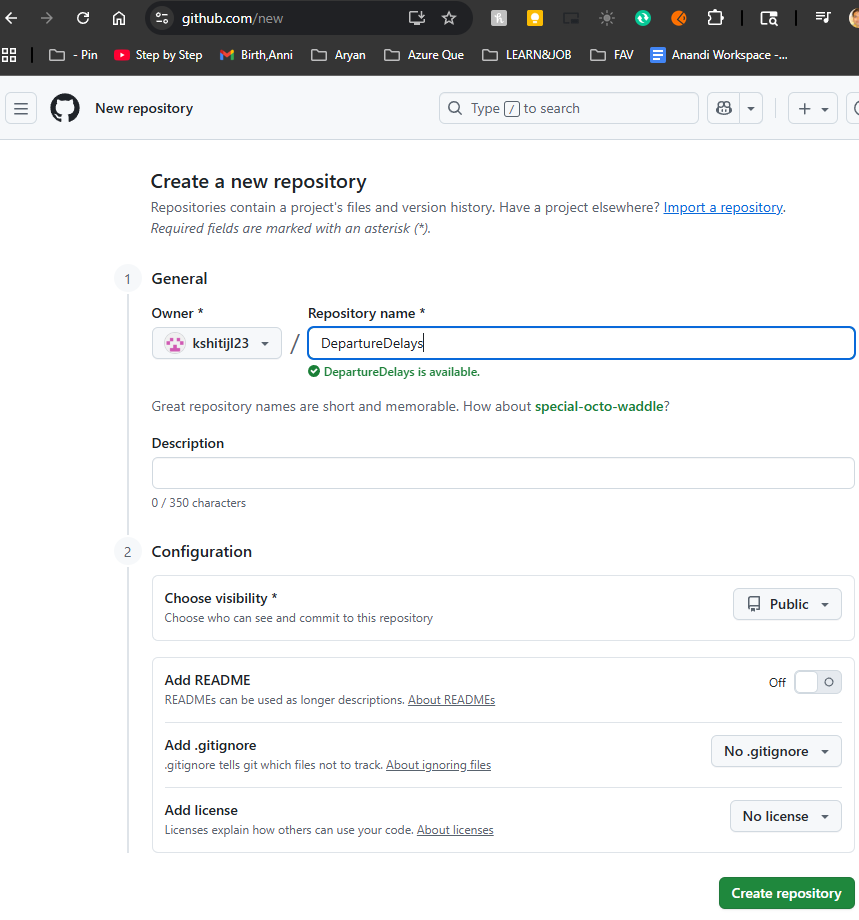 github.com/new
- Pin
Step by Step
Birth,Anni
Aryan
Azure Que
LEARN&JOB
FAV
Anandi Workspace -...
New repository
Type / to search
Create a new repository
Repositories contain a project's files and version history. Have a project elsewhere? Import a repository.
Required fields are marked with an asterisk (*).
1 General
Owner * Repository name *
kshitijl23 / DepartureDelays
DepartureDelays is available.
Great repository names are short and memorable. How about special-octo-waddle?
Description
0 / 350 characters
2 Configuration
Choose visibility *
Public
Choose who can see and commit to this repository
Add README
Off
READMEs can be used as longer descriptions. About READMEs
Add .gitignore
No .gitignore
.gitignore tells git which files not to track. About ignoring files
Add license
No license
Licenses explain how others can use your code. About licenses
Create repository